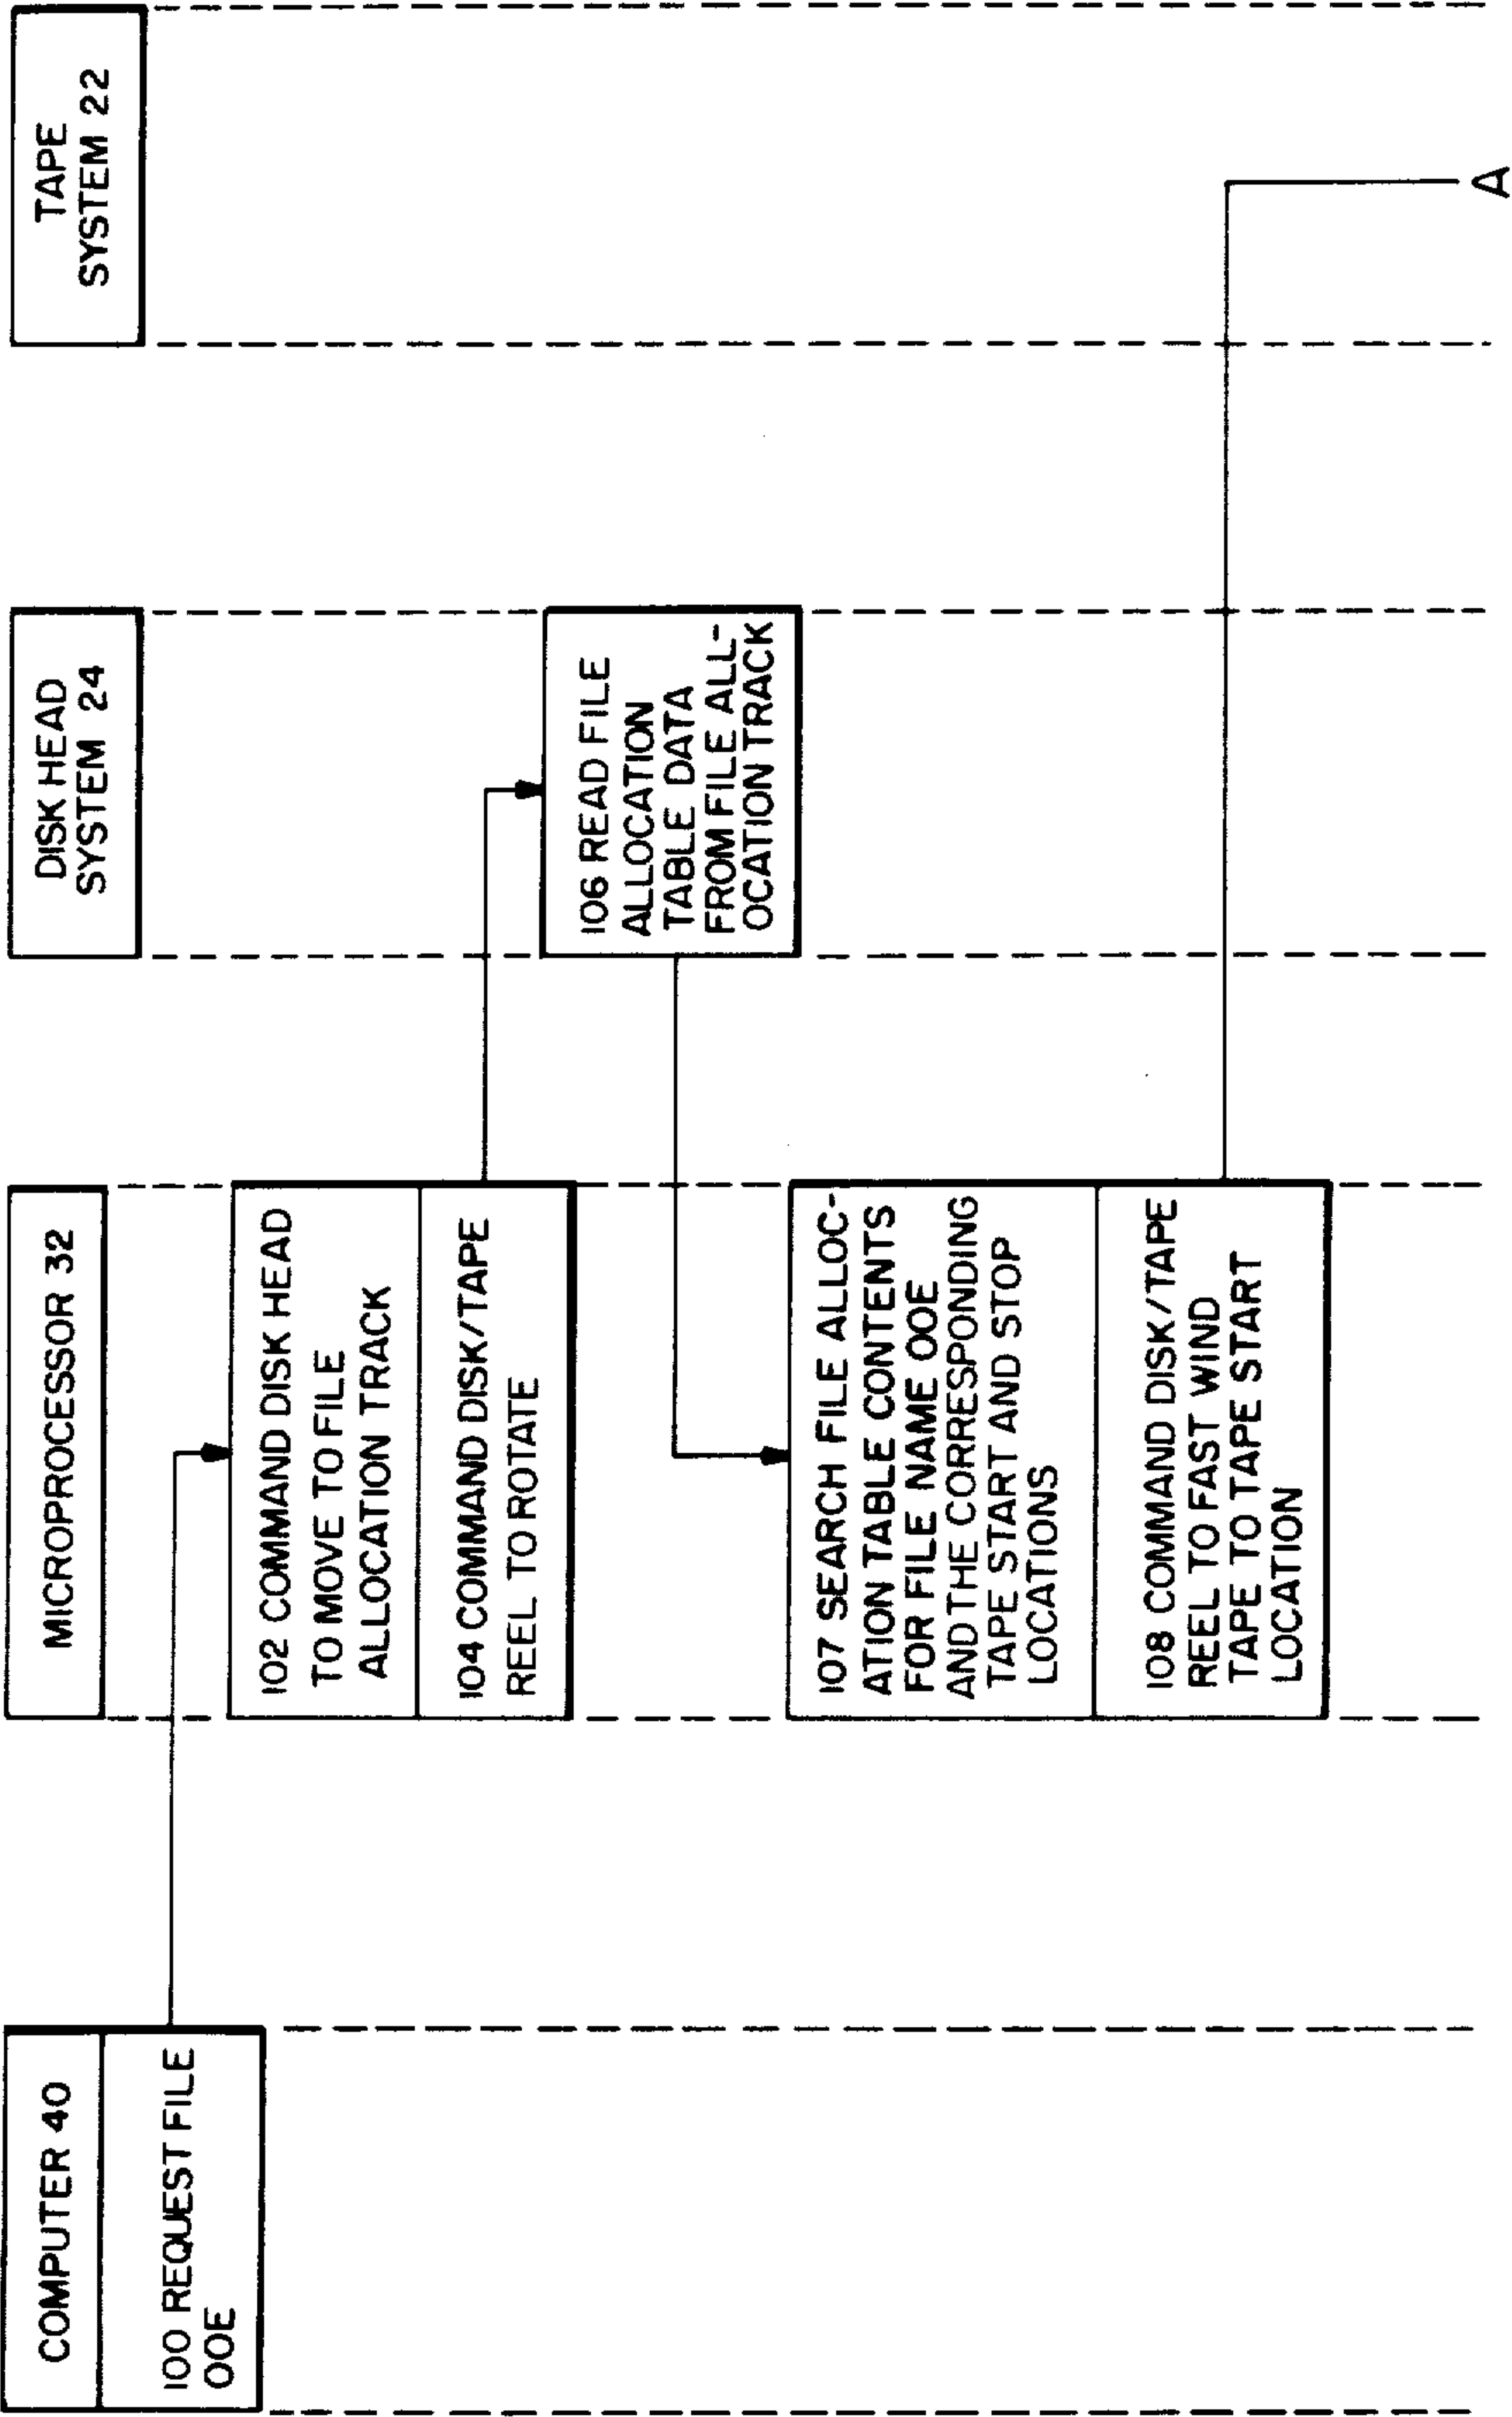 COMPUTER 40
100 REQUEST FILE
OOE
MICROPROCESSOR 32
102 COMMAND DISK HEAD
TO MOVE TO FILE
ALLOCATION TRACK
104 COMMAND DISK/TAPE
REEL TO ROTATE
107 SEARCH FILE ALLOC-
ATION TABLE CONTENTS
FOR FILE NAME OOE
AND THE CORRESPONDING
TAPE START AND STOP
LOCATIONS
108 COMMAND DISK/TAPE
REEL TO FAST WIND
TAPE TO TAPE START
LOCATION
DISK HEAD
SYSTEM 24
106 READ FILE
ALLOCATION
TABLE DATA
FROM FILE ALL-
OCATION TRACK
TAPE
SYSTEM 22
A